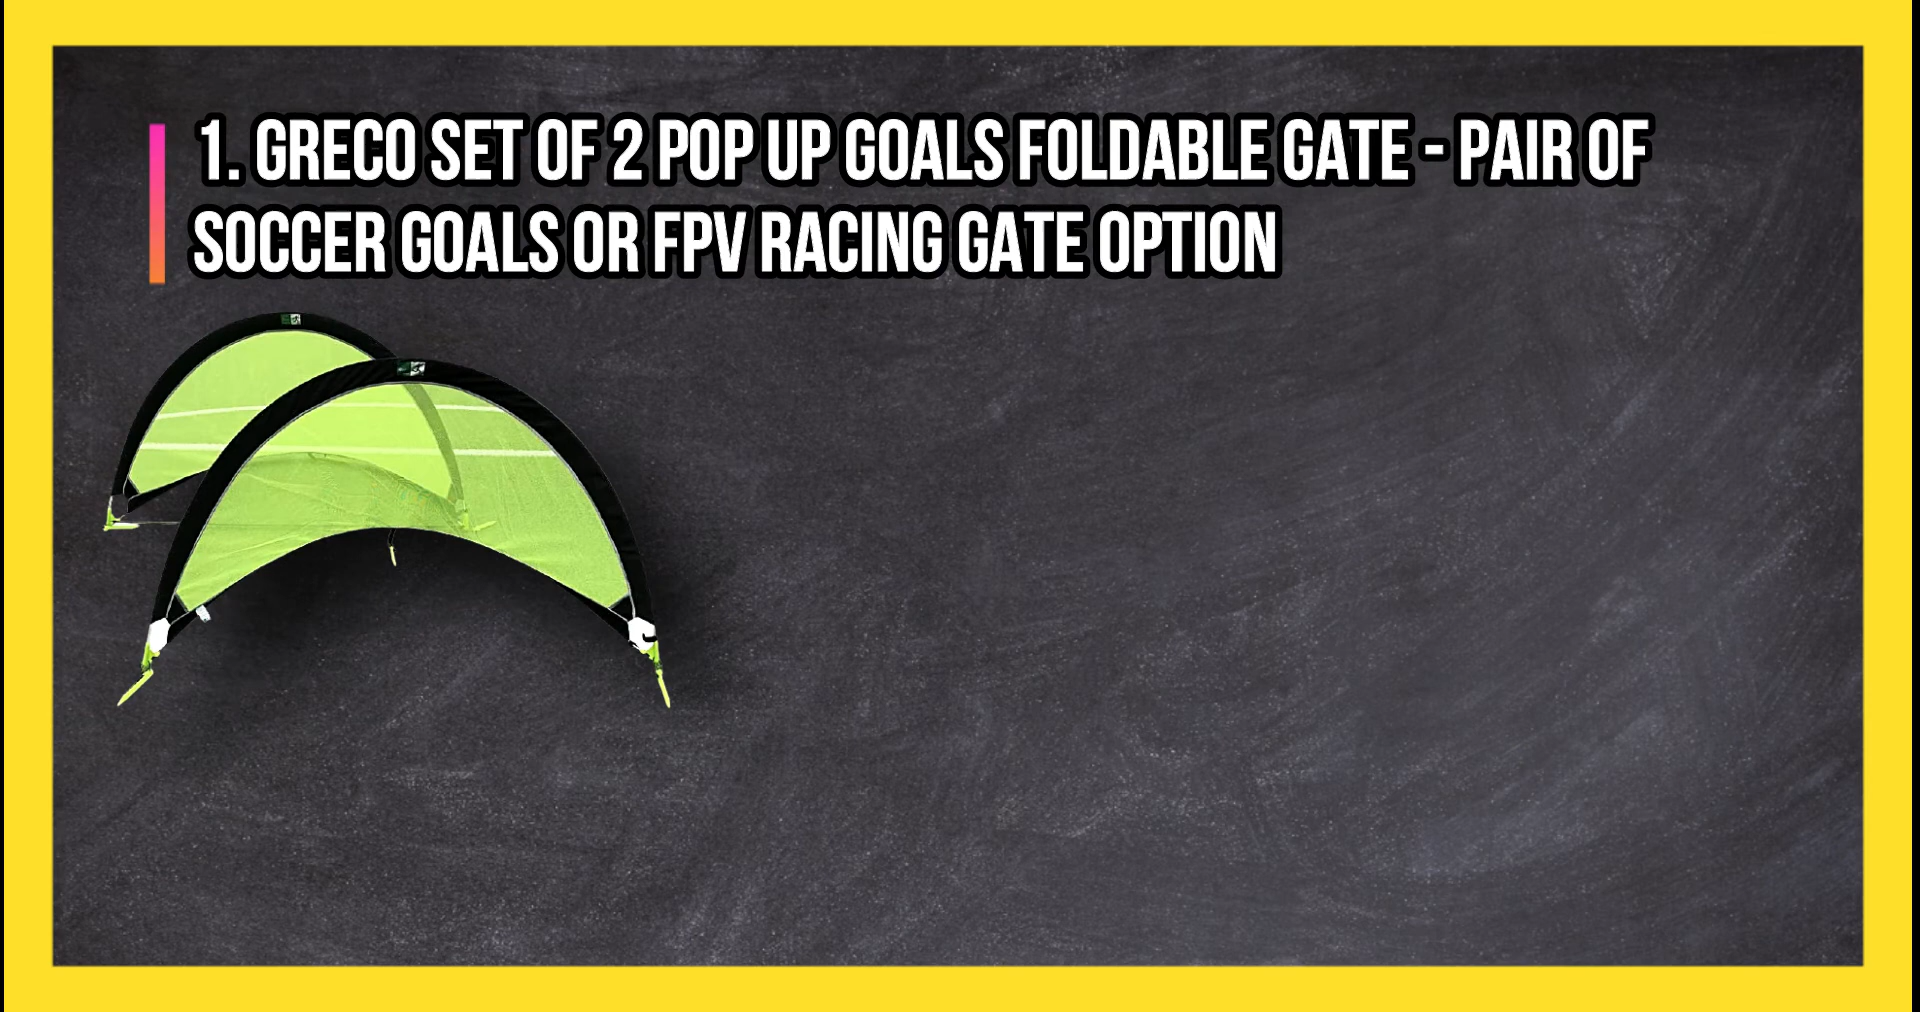 1. GRECO SET OF 2 POP UP GOALS FOLDABLE GATE - PAIR OF
SOCCER GOALS OR FPV RACING GATE OPTION